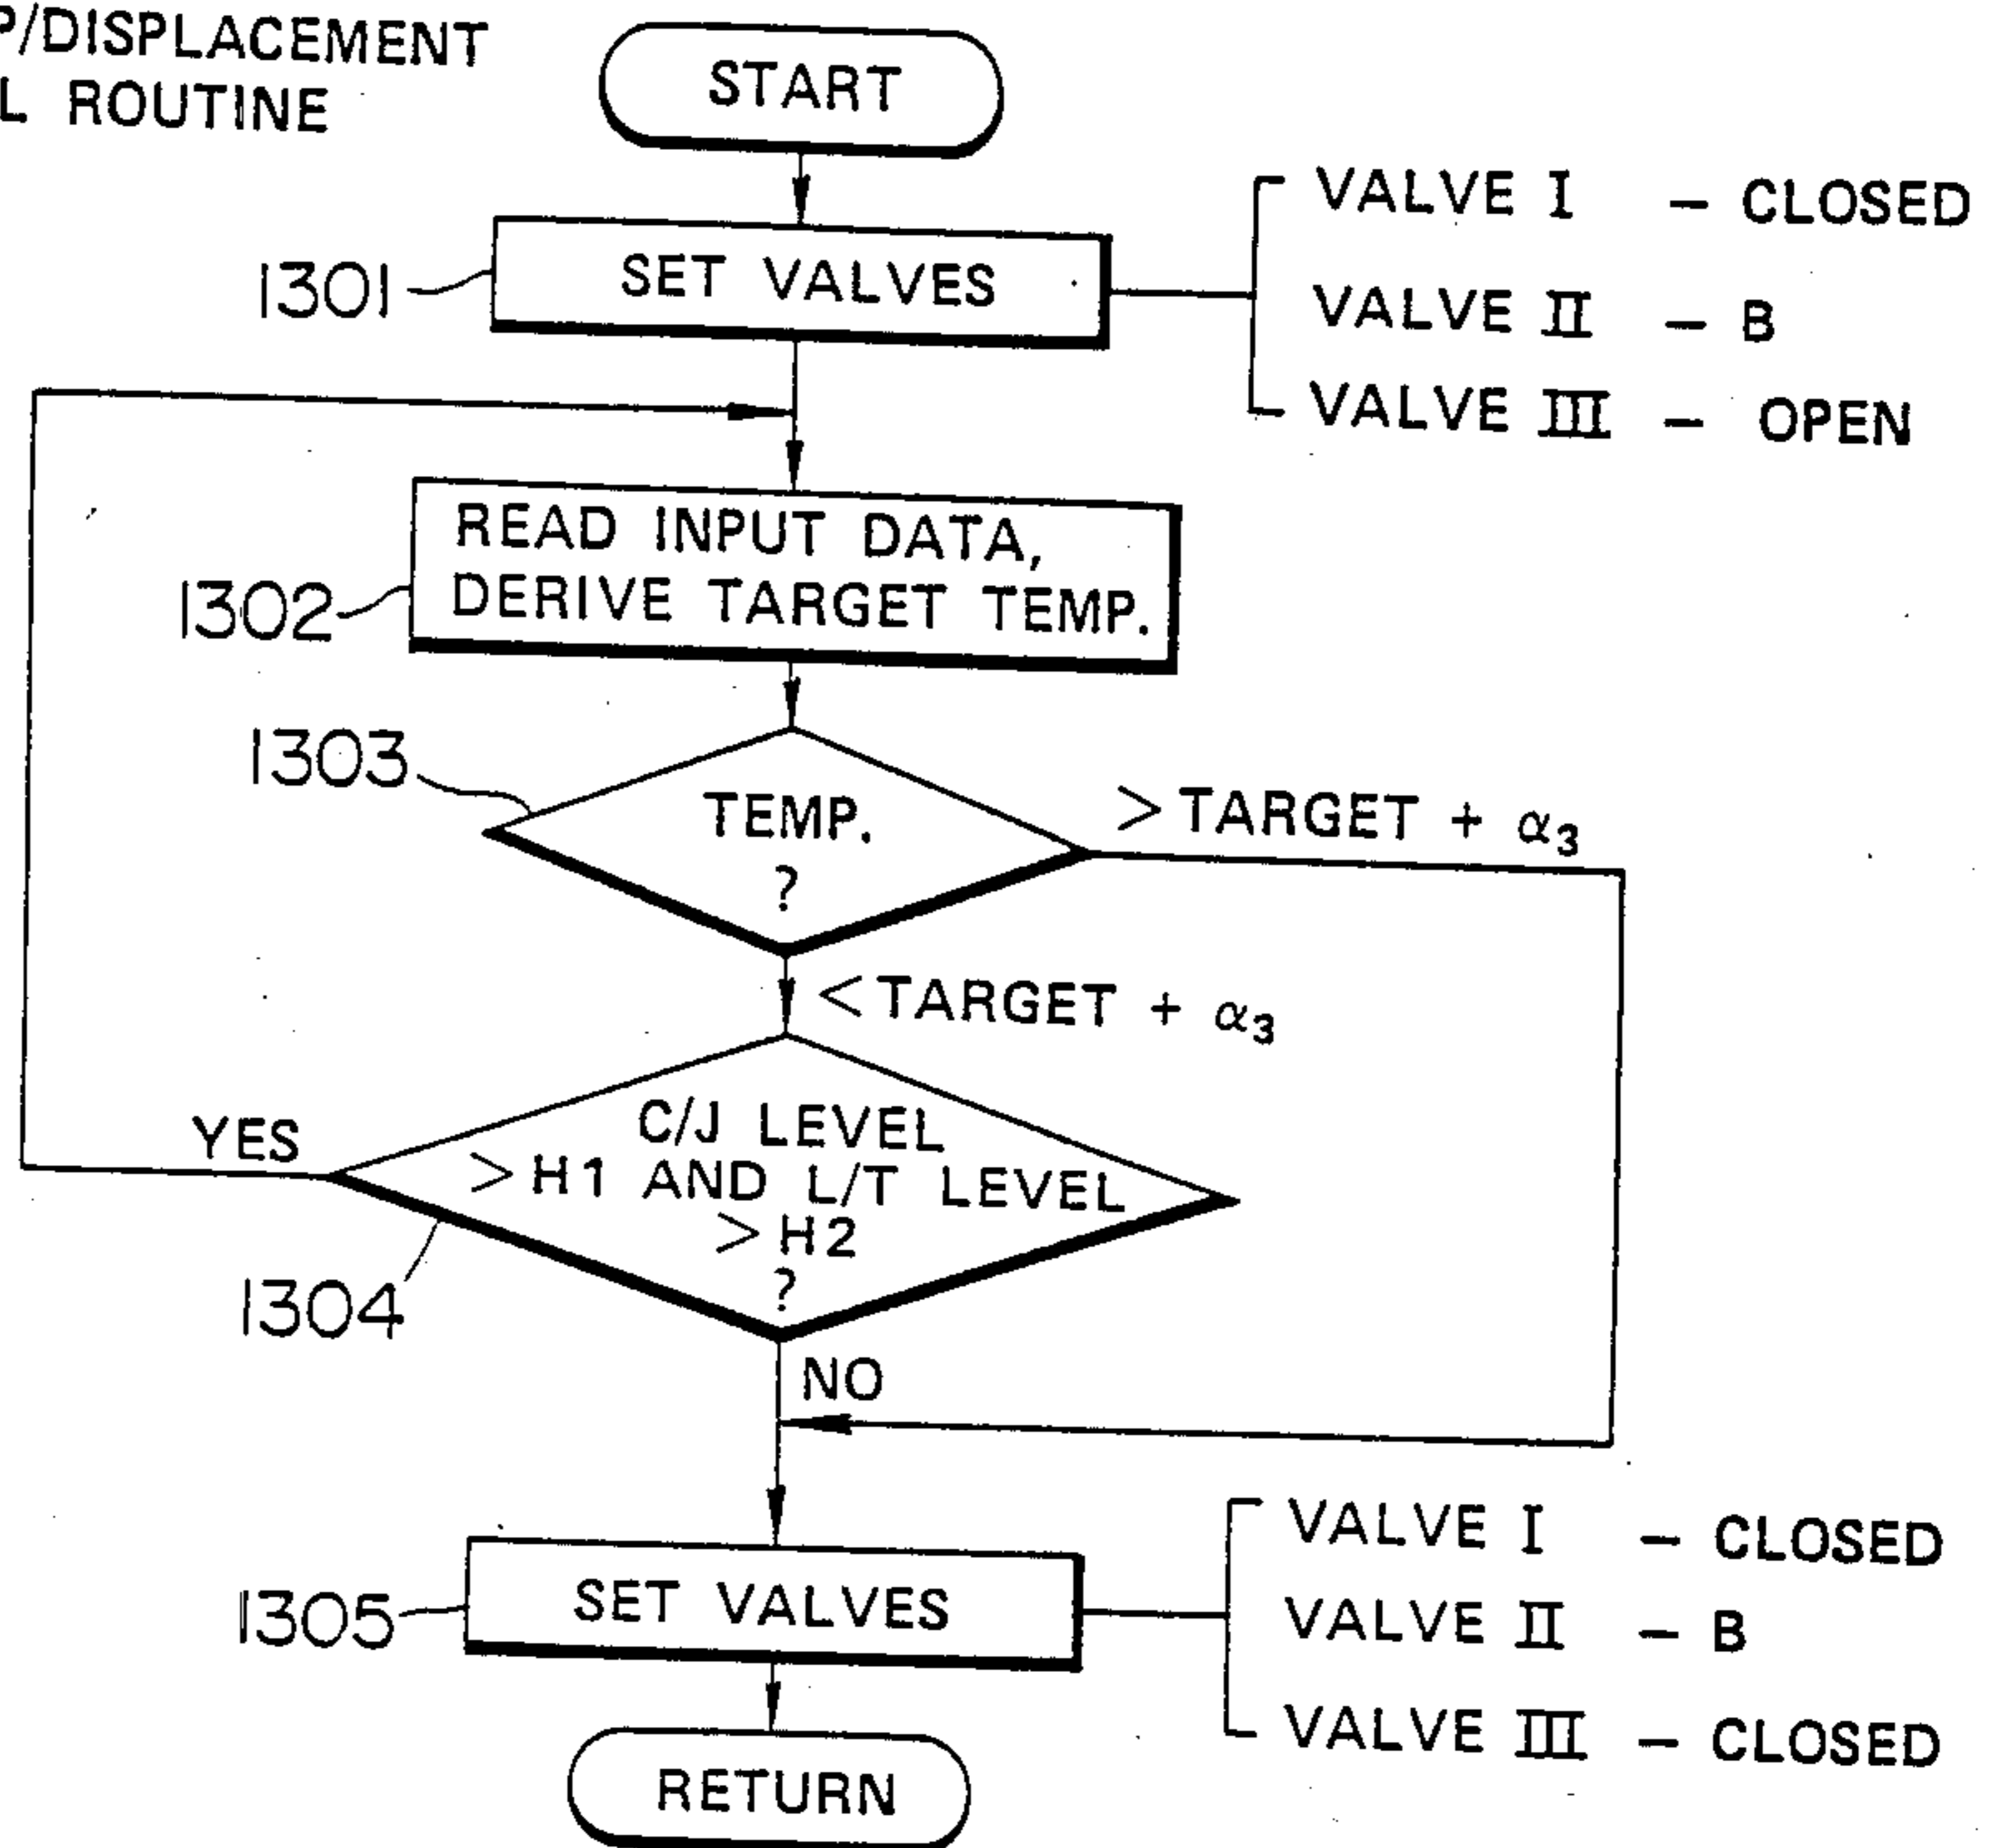 P/DISPLACEMENT
L ROUTINE
START
1301
SET VALVES
VALVE I – CLOSED
VALVE II – B
VALVE III – OPEN
1302
READ INPUT DATA,
DERIVE TARGET TEMP.
1303
TEMP.
?
> TARGET + α₃
< TARGET + α₃
1304
C/J LEVEL
> H1 AND L/T LEVEL
> H2
?
YES
NO
1305
SET VALVES
VALVE I – CLOSED
VALVE II – B
VALVE III – CLOSED
RETURN